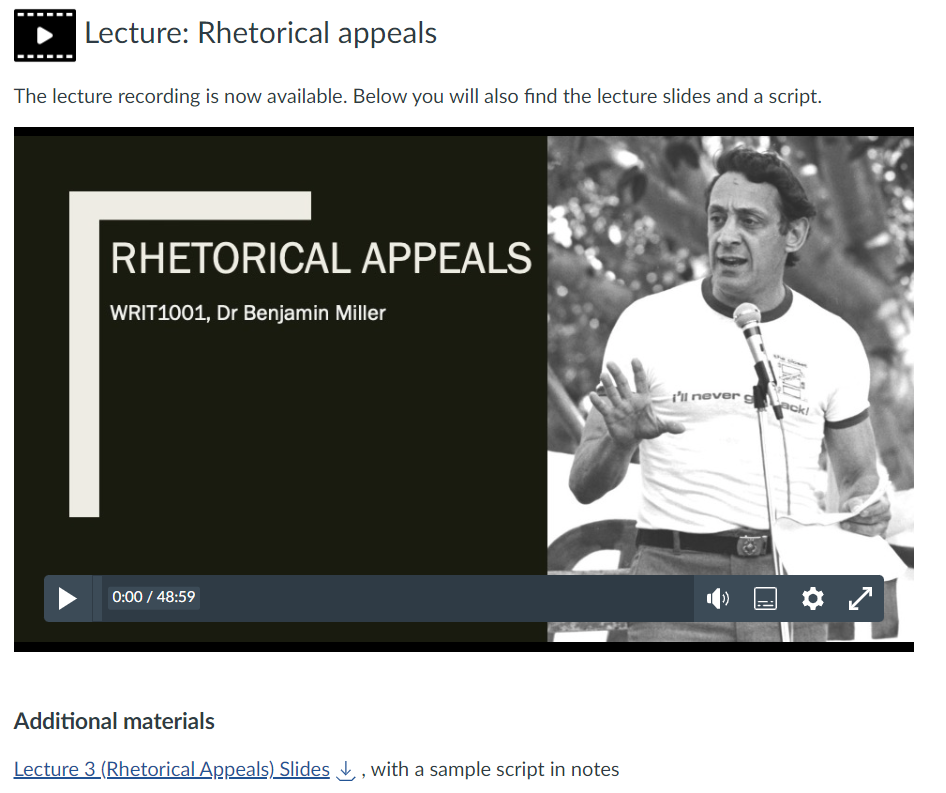 Lecture: Rhetorical appeals
The lecture recording is now available. Below you will also find the lecture slides and a script.
RHETORICAL APPEALS
WRIT1001, Dr Benjamin Miller
i'll never g
ack!
0:00 / 48:59
Additional materials
Lecture 3 (Rhetorical Appeals) Slides , with a sample script in notes